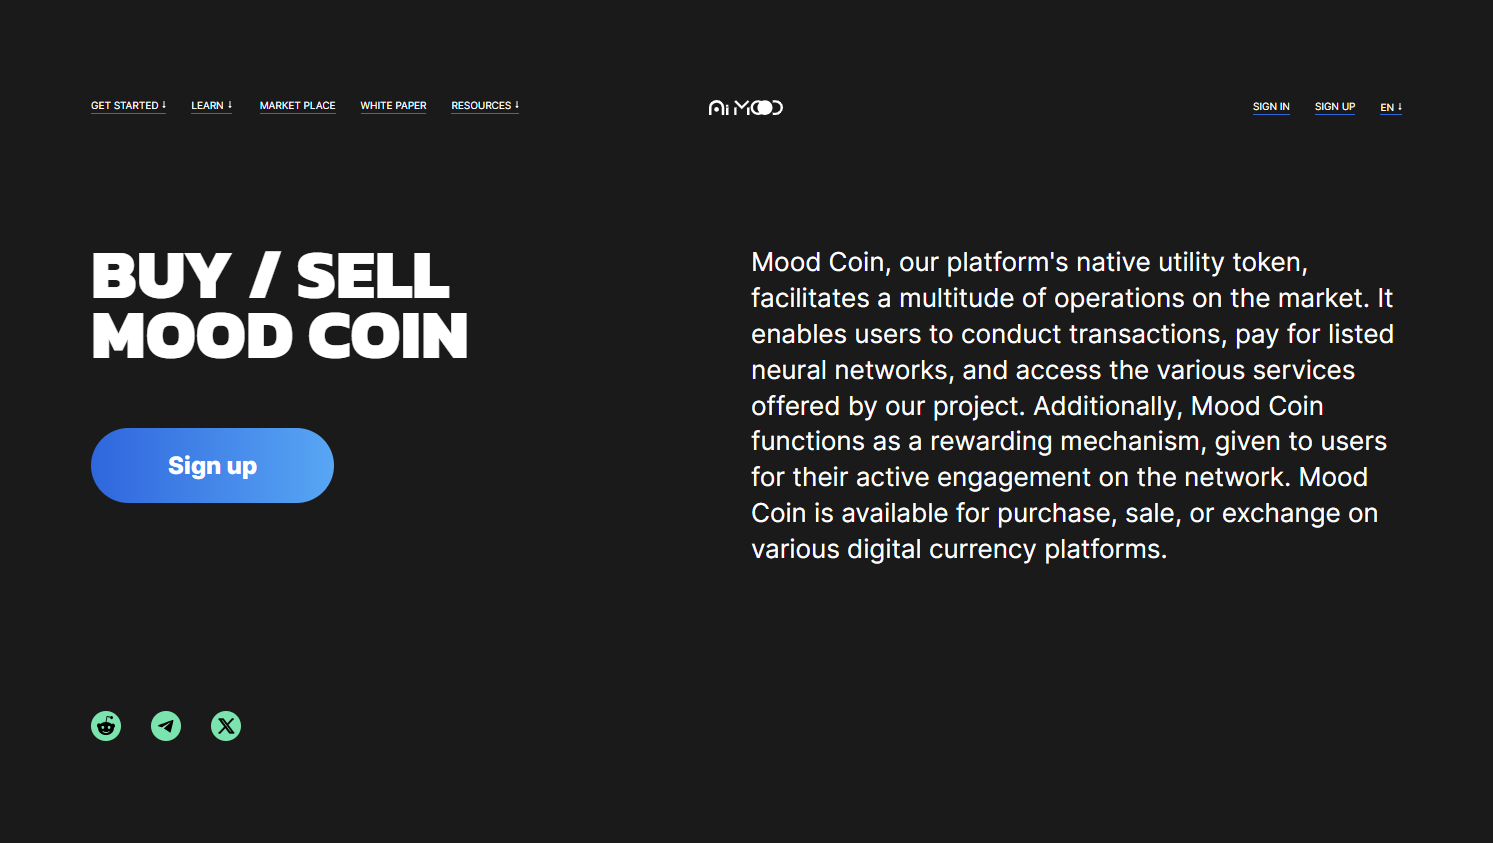 GET STARTED ↓ LEARN ↓ MARKET PLACE WHITE PAPER RESOURCES ↓ Ai MOOD SIGN IN SIGN UP EN ↓
BUY / SELL
MOOD COIN
Sign up
Mood Coin, our platform's native utility token,
facilitates a multitude of operations on the market. It
enables users to conduct transactions, pay for listed
neural networks, and access the various services
offered by our project. Additionally, Mood Coin
functions as a rewarding mechanism, given to users
for their active engagement on the network. Mood
Coin is available for purchase, sale, or exchange on
various digital currency platforms.